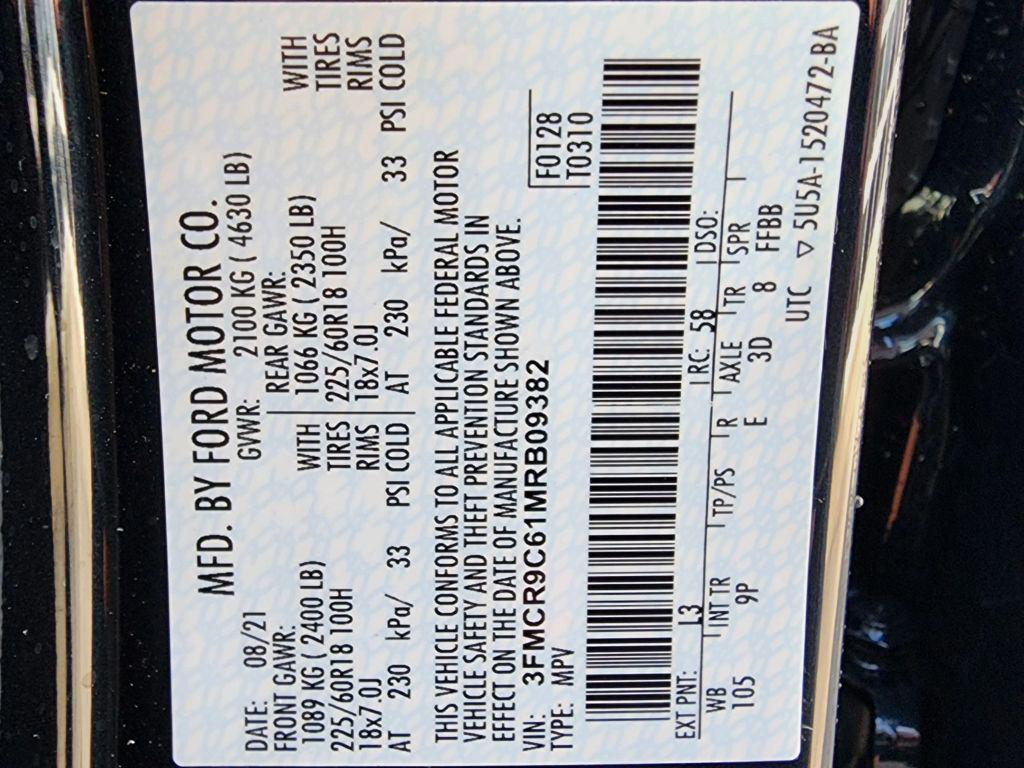 MFD. BY FORD MOTOR CO.
DATE: 08/21 GVWR: 2100 KG ( 4630 LB)
FRONT GAWR: REAR GAWR:
1089 KG ( 2400 LB) WITH 1066 KG ( 2350 LB) WITH
225/60R18 100H TIRES 225/60R18 100H TIRES
18x7.0J RIMS 18x7.0J RIMS
AT 230 kPa/ 33 PSI COLD AT 230 kPa/ 33 PSI COLD
THIS VEHICLE CONFORMS TO ALL APPLICABLE FEDERAL MOTOR
VEHICLE SAFETY AND THEFT PREVENTION STANDARDS IN
EFFECT ON THE DATE OF MANUFACTURE SHOWN ABOVE.
VIN: 3FMCR9C61MRB09382 F0128
TYPE: MPV T0310
EXT PNT: L3 RC: 58 DSO:
WB INT TR TP/PS R AXLE TR SPR
105 9P E 3D 8 FFBB
UTC ▽ 5U5A-1520472-BA